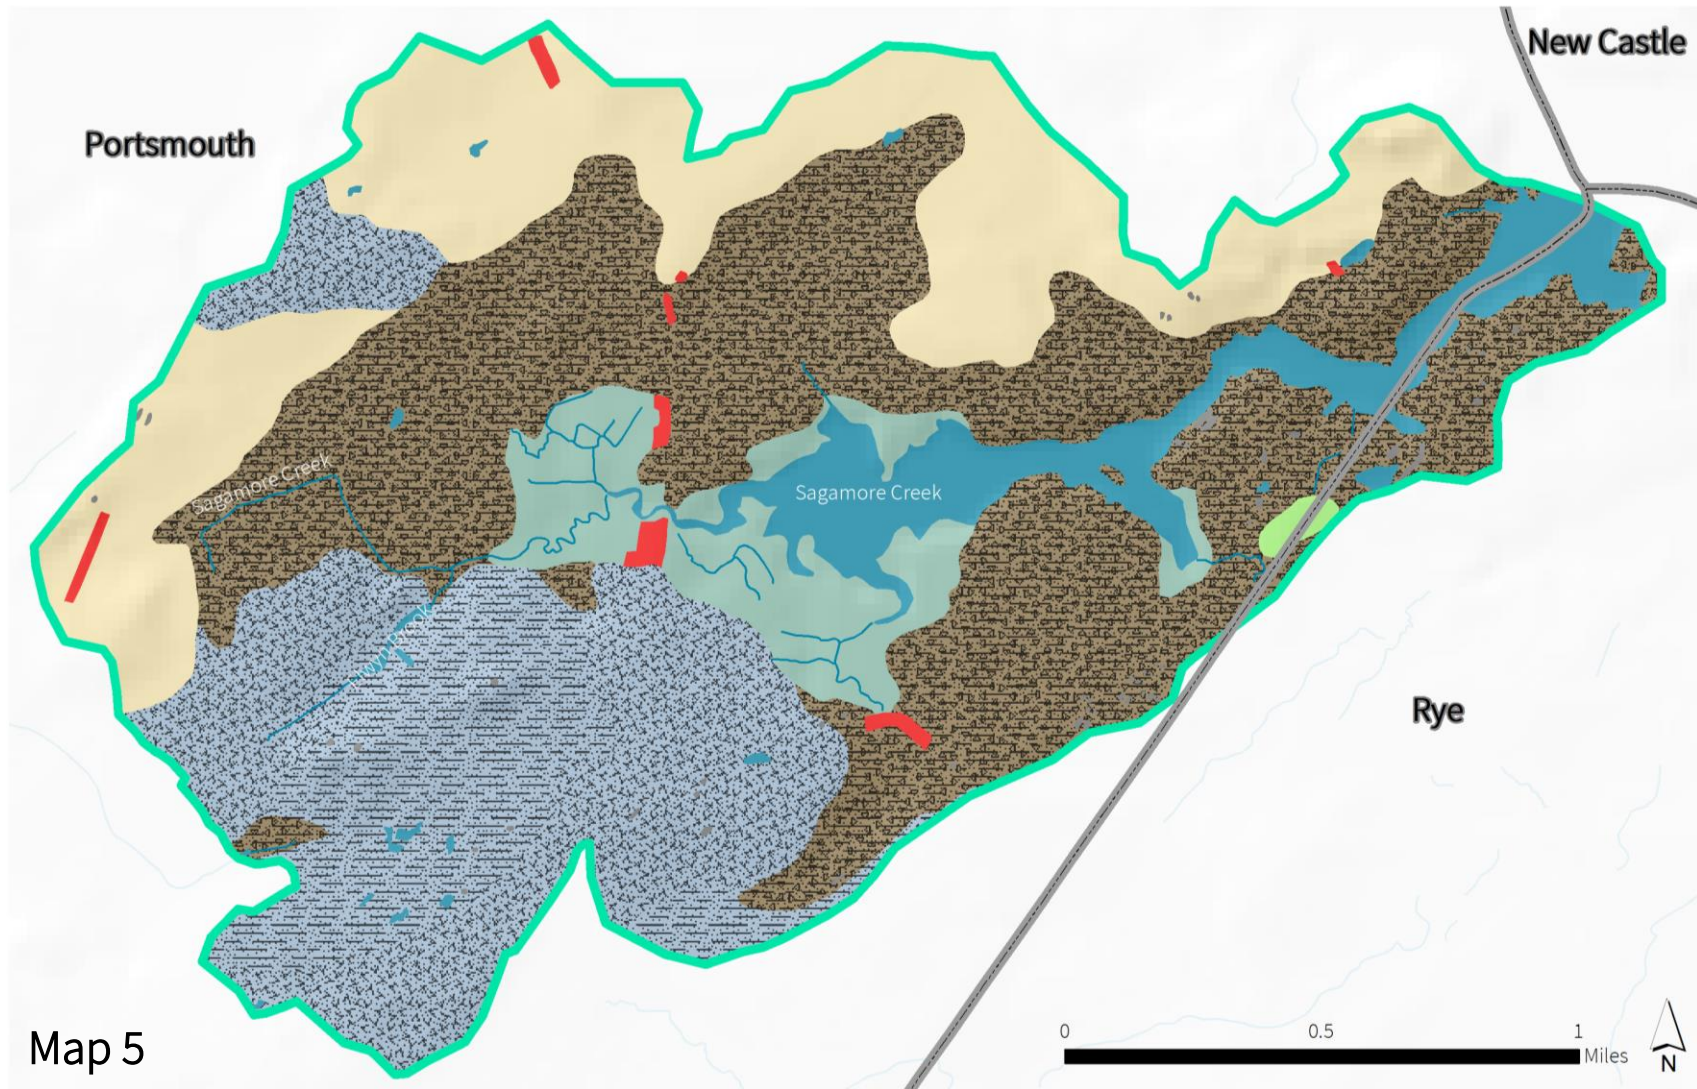 New Castle
Portsmouth
Sagamore Creek
Sagamore Creek
Rye
Map 5
0 0.5 1
Miles
N